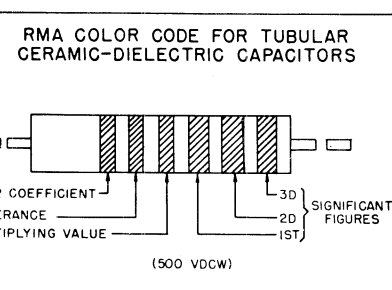 RMA COLOR CODE FOR TUBULAR
CERAMIC-DIELECTRIC CAPACITORS
COEFFICIENT
ERANCE
TIPLYING VALUE
3D
2D
1ST
SIGNIFICANT
FIGURES
(500 VDCW)